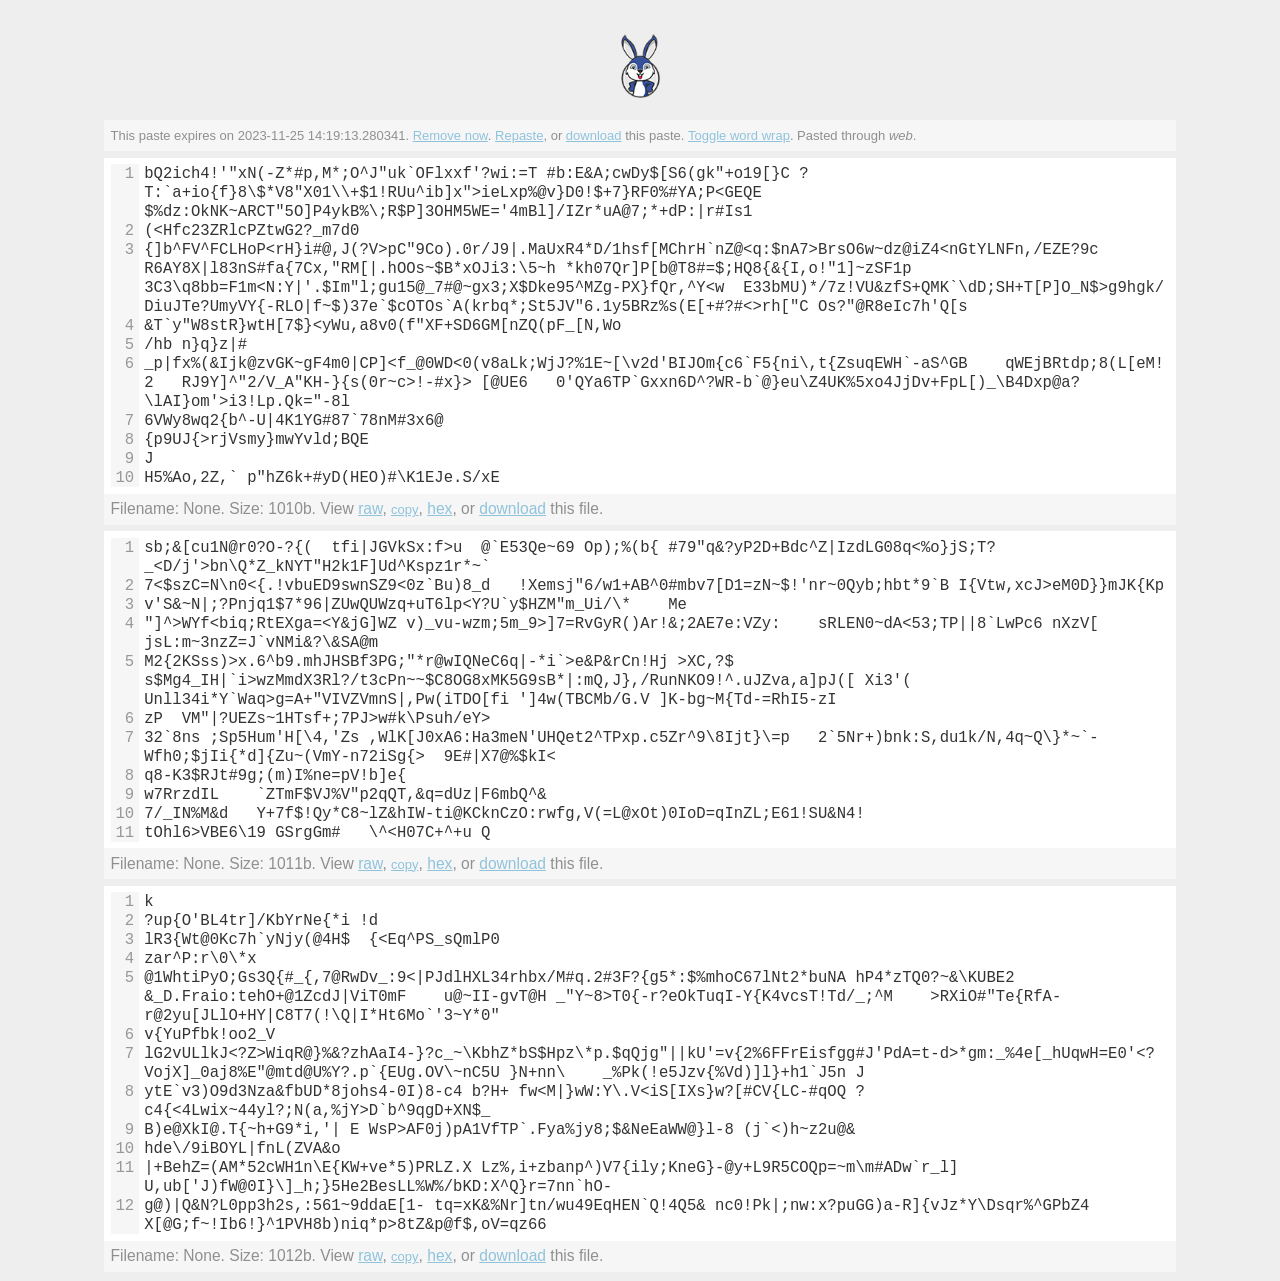 This paste expires on 2023-11-25 14:19:13.280341. Remove now. Repaste, or download this paste. Toggle word wrap. Pasted through web.
1 bQ2ich4!'"xN(-Z*#p,M*;O^J"uk`OFlxxf'?wi:=T #b:E&A;cwDy$[S6(gk"+o19[}C ?
T:`a+io{f}8\$*V8"X01\\+$1!RUu^ib]x">ieLxp%@v}D0!$+7}RF0%#YA;P<GEQE
$%dz:OkNK~ARCT"5O]P4ykB%\;R$P]3OHM5WE='4mBl]/IZr*uA@7;*+dP:|r#Is1
2 (<Hfc23ZRlcPZtwG2?_m7d0
3 {]b^FV^FCLHoP<rH}i#@,J(?V>pC"9Co).0r/J9|.MaUxR4*D/1hsf[MChrH`nZ@<q:$nA7>BrsO6w~dz@iZ4<nGtYLNFn,/EZE?9c
R6AY8X|l83nS#fa{7Cx,"RM[|.hOOs~$B*xOJi3:\5~h *kh07Qr]P[b@T8#=$;HQ8{&{I,o!"1]~zSF1p
3C3\q8bb=F1m<N:Y|'.$Im"l;gu15@_7#@~gx3;X$Dke95^MZg-PX}fQr,^Y<w  E33bMU)*/7z!VU&zfS+QMK`\dD;SH+T[P]O_N$>g9hgk/
DiuJTe?UmyVY{-RLO|f~$)37e`$cOTOs`A(krbq*;St5JV"6.1y5BRz%s(E[+#?#<>rh["C Os?"@R8eIc7h'Q[s
4 &T`y"W8stR}wtH[7$}<yWu,a8v0(f"XF+SD6GM[nZQ(pF_[N,Wo
5 /hb n}q}z|#
6 _p|fx%(&Ijk@zvGK~gF4m0|CP]<f_@0WD<0(v8aLk;WjJ?%1E~[\v2d'BIJOm{c6`F5{ni\,t{ZsuqEWH`-aS^GB    qWEjBRtdp;8(L[eM!
2   RJ9Y]^"2/V_A"KH-}{s(0r~c>!-#x}> [@UE6   0'QYa6TP`Gxxn6D^?WR-b`@}eu\Z4UK%5xo4JjDv+FpL[)_\B4Dxp@a?
\lAI}om'>i3!Lp.Qk="-8l
7 6VWy8wq2{b^-U|4K1YG#87`78nM#3x6@
8 {p9UJ{>rjVsmy}mwYvld;BQE
9 J
10 H5%Ao,2Z,` p"hZ6k+#yD(HEO)#\K1EJe.S/xE
Filename: None. Size: 1010b. View raw, copy, hex, or download this file.
1 sb;&[cu1N@r0?O-?{(  tfi|JGVkSx:f>u  @`E53Qe~69 Op);%(b{ #79"q&?yP2D+Bdc^Z|IzdLG08q<%o}jS;T?
_<D/j'>bn\Q*Z_kNYT"H2k1F]Ud^Kspz1r*~`
2 7<$szC=N\n0<{.!vbuED9swnSZ9<0z`Bu)8_d   !Xemsj"6/w1+AB^0#mbv7[D1=zN~$!'nr~0Qyb;hbt*9`B I{Vtw,xcJ>eM0D}}mJK{Kp
3 v'S&~N|;?Pnjq1$7*96|ZUwQUWzq+uT6lp<Y?U`y$HZM"m_Ui/\*    Me
4 "]^>WYf<biq;RtEXga=<Y&jG]WZ v)_vu-wzm;5m_9>]7=RvGyR()Ar!&;2AE7e:VZy:    sRLEN0~dA<53;TP||8`LwPc6 nXzV[
jsL:m~3nzZ=J`vNMi&?\&SA@m
5 M2{2KSss)>x.6^b9.mhJHSBf3PG;"*r@wIQNeC6q|-*i`>e&P&rCn!Hj >XC,?$
s$Mg4_IH|`i>wzMmdX3Rl?/t3cPn~~$C8OG8xMK5G9sB*|:mQ,J},/RunNKO9!^.uJZva,a]pJ([ Xi3'(
Unll34i*Y`Waq>g=A+"VIVZVmnS|,Pw(iTDO[fi ']4w(TBCMb/G.V ]K-bg~M{Td-=RhI5-zI
6 zP  VM"|?UEZs~1HTsf+;7PJ>w#k\Psuh/eY>
7 32`8ns ;Sp5Hum'H[\4,'Zs ,WlK[J0xA6:Ha3meN'UHQet2^TPxp.c5Zr^9\8Ijt}\=p   2`5Nr+)bnk:S,du1k/N,4q~Q\}*~`-
Wfh0;$jIi{*d]{Zu~(VmY-n72iSg{>  9E#|X7@%$kI<
8 q8-K3$RJt#9g;(m)I%ne=pV!b]e{
9 w7RrzdIL    `ZTmF$VJ%V"p2qQT,&q=dUz|F6mbQ^&
10 7/_IN%M&d   Y+7f$!Qy*C8~lZ&hIW-ti@KCknCzO:rwfg,V(=L@xOt)0IoD=qInZL;E61!SU&N4!
11 tOhl6>VBE6\19 GSrgGm#   \^<H07C+^+u Q
Filename: None. Size: 1011b. View raw, copy, hex, or download this file.
1 k
2 ?up{O'BL4tr]/KbYrNe{*i !d
3 lR3{Wt@0Kc7h`yNjy(@4H$  {<Eq^PS_sQmlP0
4 zar^P:r\0\*x
5 @1WhtiPyO;Gs3Q{#_{,7@RwDv_:9<|PJdlHXL34rhbx/M#q.2#3F?{g5*:$%mhoC67lNt2*buNA hP4*zTQ0?~&\KUBE2
&_D.Fraio:tehO+@1ZcdJ|ViT0mF    u@~II-gvT@H _"Y~8>T0{-r?eOkTuqI-Y{K4vcsT!Td/_;^M    >RXiO#"Te{RfA-
r@2yu[JLlO+HY|C8T7(!\Q|I*Ht6Mo`'3~Y*0"
6 v{YuPfbk!oo2_V
7 lG2vULlkJ<?Z>WiqR@}%&?zhAaI4-}?c_~\KbhZ*bS$Hpz\*p.$qQjg"||kU'=v{2%6FFrEisfgg#J'PdA=t-d>*gm:_%4e[_hUqwH=E0'<?
VojX]_0aj8%E"@mtd@U%Y?.p`{EUg.OV\~nC5U }N+nn\    _%Pk(!e5Jzv{%Vd)]l}+h1`J5n J
8 ytE`v3)O9d3Nza&fbUD*8johs4-0I)8-c4 b?H+ fw<M|}wW:Y\.V<iS[IXs}w?[#CV{LC-#qOQ ?
c4{<4Lwix~44yl?;N(a,%jY>D`b^9qgD+XN$_
9 B)e@XkI@.T{~h+G9*i,'| E WsP>AF0j)pA1VfTP`.Fya%jy8;$&NeEaWW@}l-8 (j`<)h~z2u@&
10 hde\/9iBOYL|fnL(ZVA&o
11 |+BehZ=(AM*52cWH1n\E{KW+ve*5)PRLZ.X Lz%,i+zbanp^)V7{ily;KneG}-@y+L9R5COQp=~m\m#ADw`r_l]
U,ub['J)fW@0I}\]_h;}5He2BesLL%W%/bKD:X^Q}r=7nn`hO-
12 g@)|Q&N?L0pp3h2s,:561~9ddaE[1- tq=xK&%Nr]tn/wu49EqHEN`Q!4Q5& nc0!Pk|;nw:x?puGG)a-R]{vJz*Y\Dsqr%^GPbZ4
X[@G;f~!Ib6!}^1PVH8b)niq*p>8tZ&p@f$,oV=qz66
Filename: None. Size: 1012b. View raw, copy, hex, or download this file.